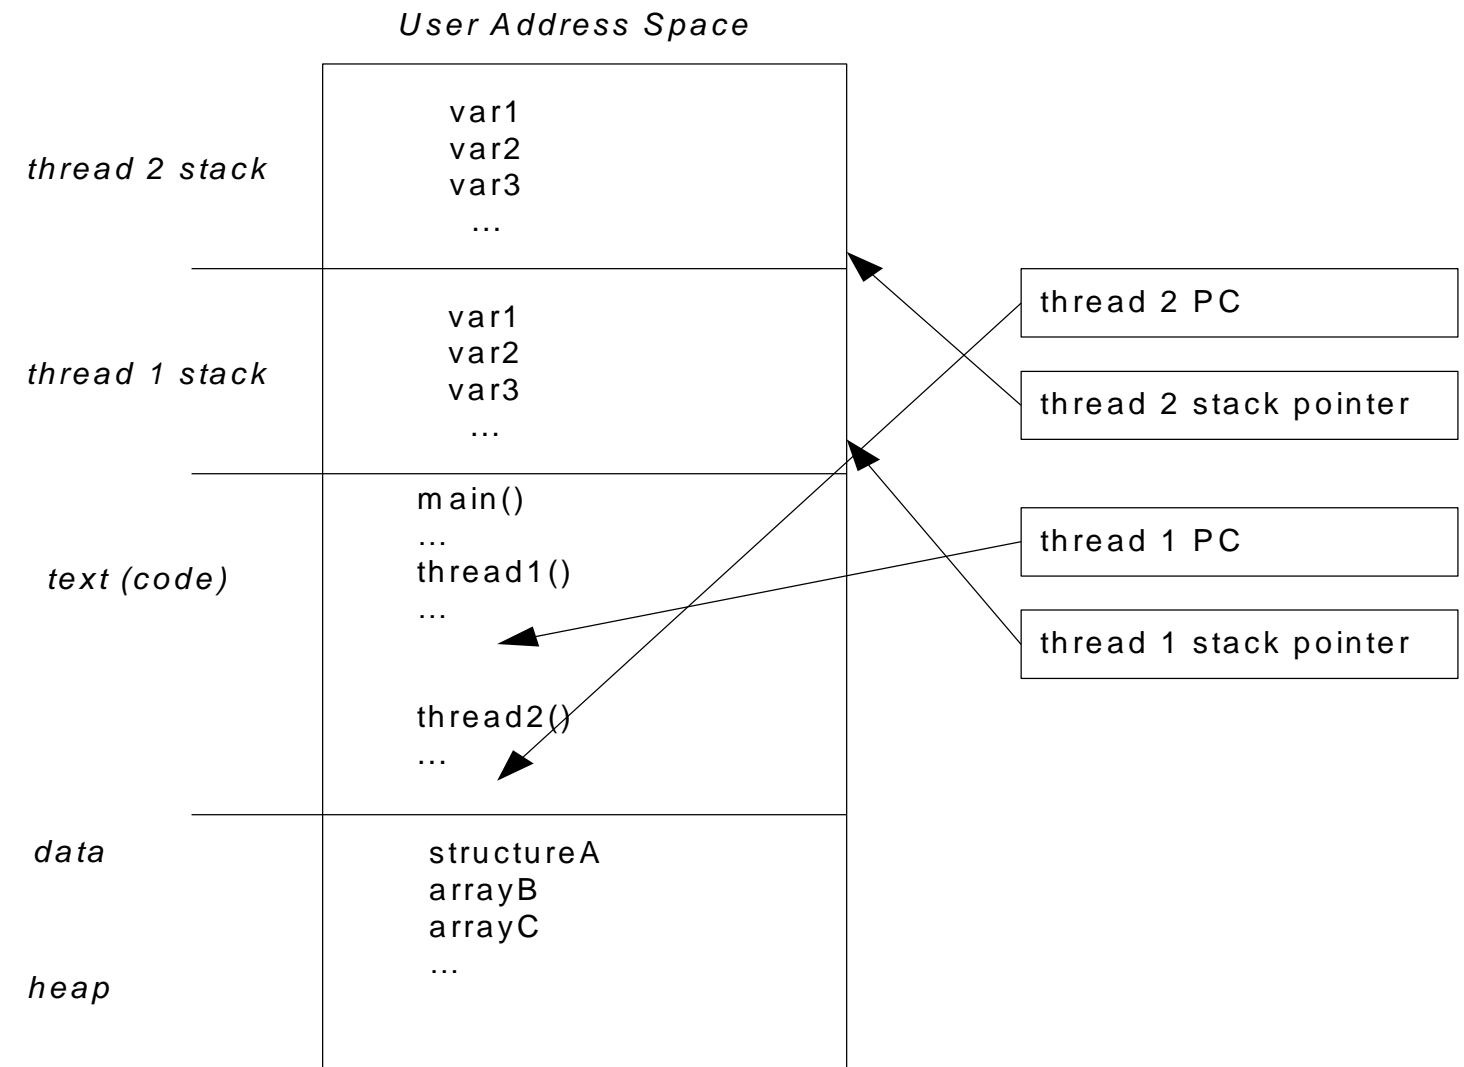 User Address Space
thread 2 stack
var1
var2
var3
...
thread 1 stack
var1
var2
var3
...
text (code)
main()
...
thread1()
...
thread2()
...
data
structureA
arrayB
arrayC
...
heap
thread 2 PC
thread 2 stack pointer
thread 1 PC
thread 1 stack pointer